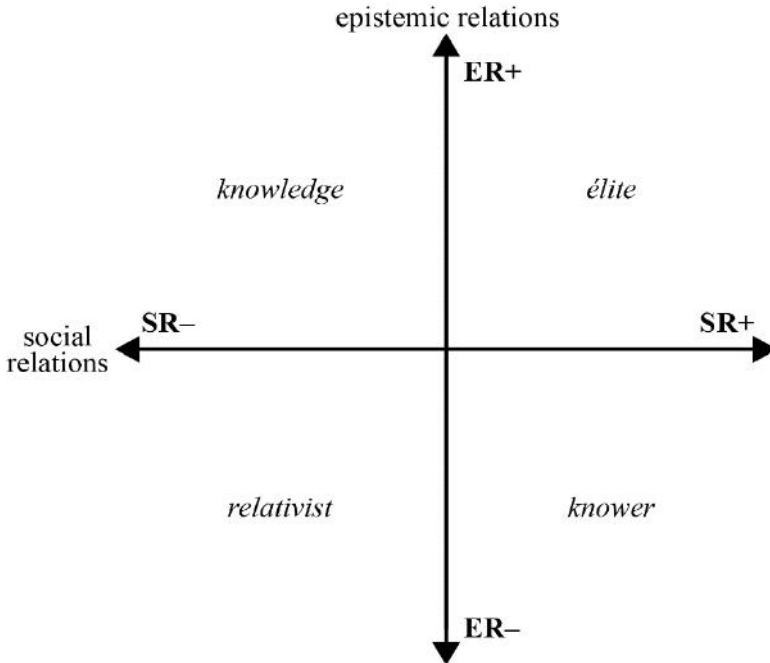 epistemic relations
ER+
knowledge
élite
SR–
SR+
social
relations
relativist
knower
ER–